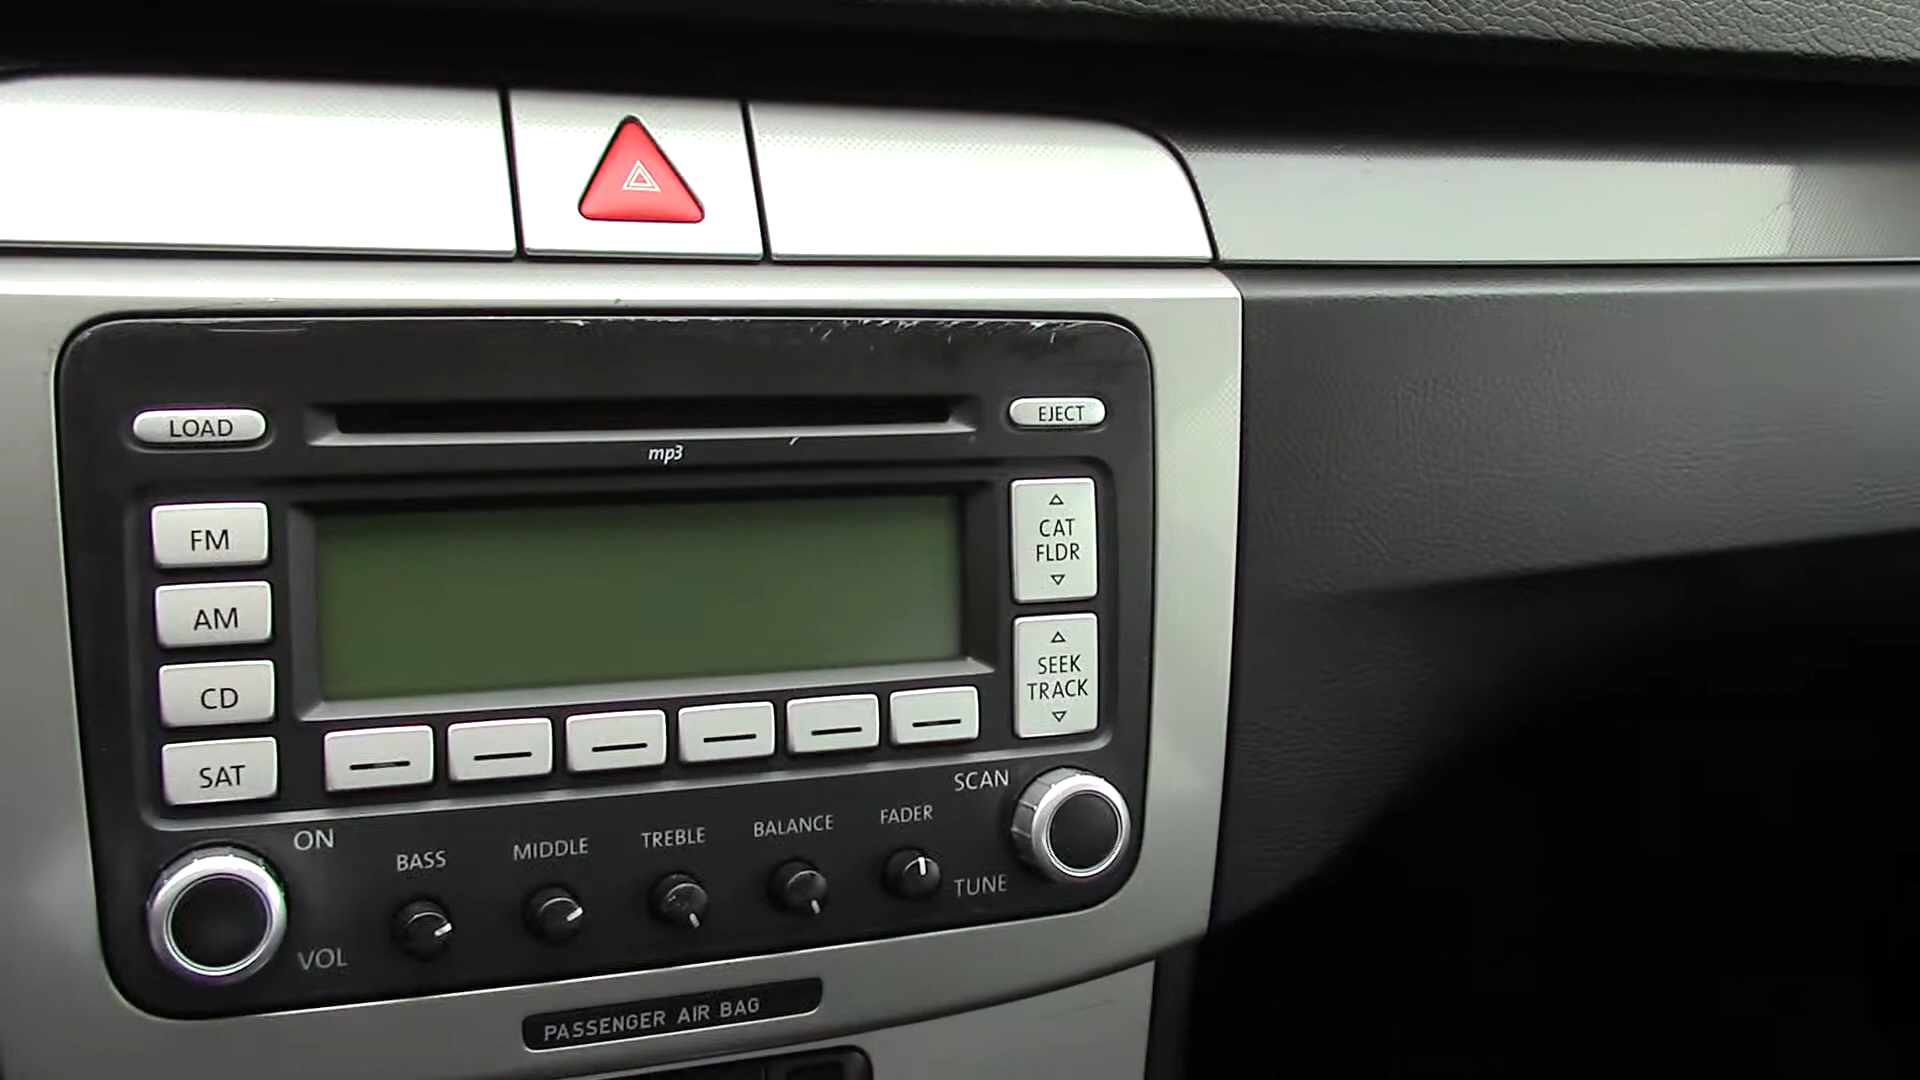 LOAD
EJECT
mp3
FM
CAT
FLDR
AM
SEEK
TRACK
CD
SAT
SCAN
ON
BASS
MIDDLE
TREBLE
BALANCE
FADER
TUNE
VOL
PASSENGER AIR BAG